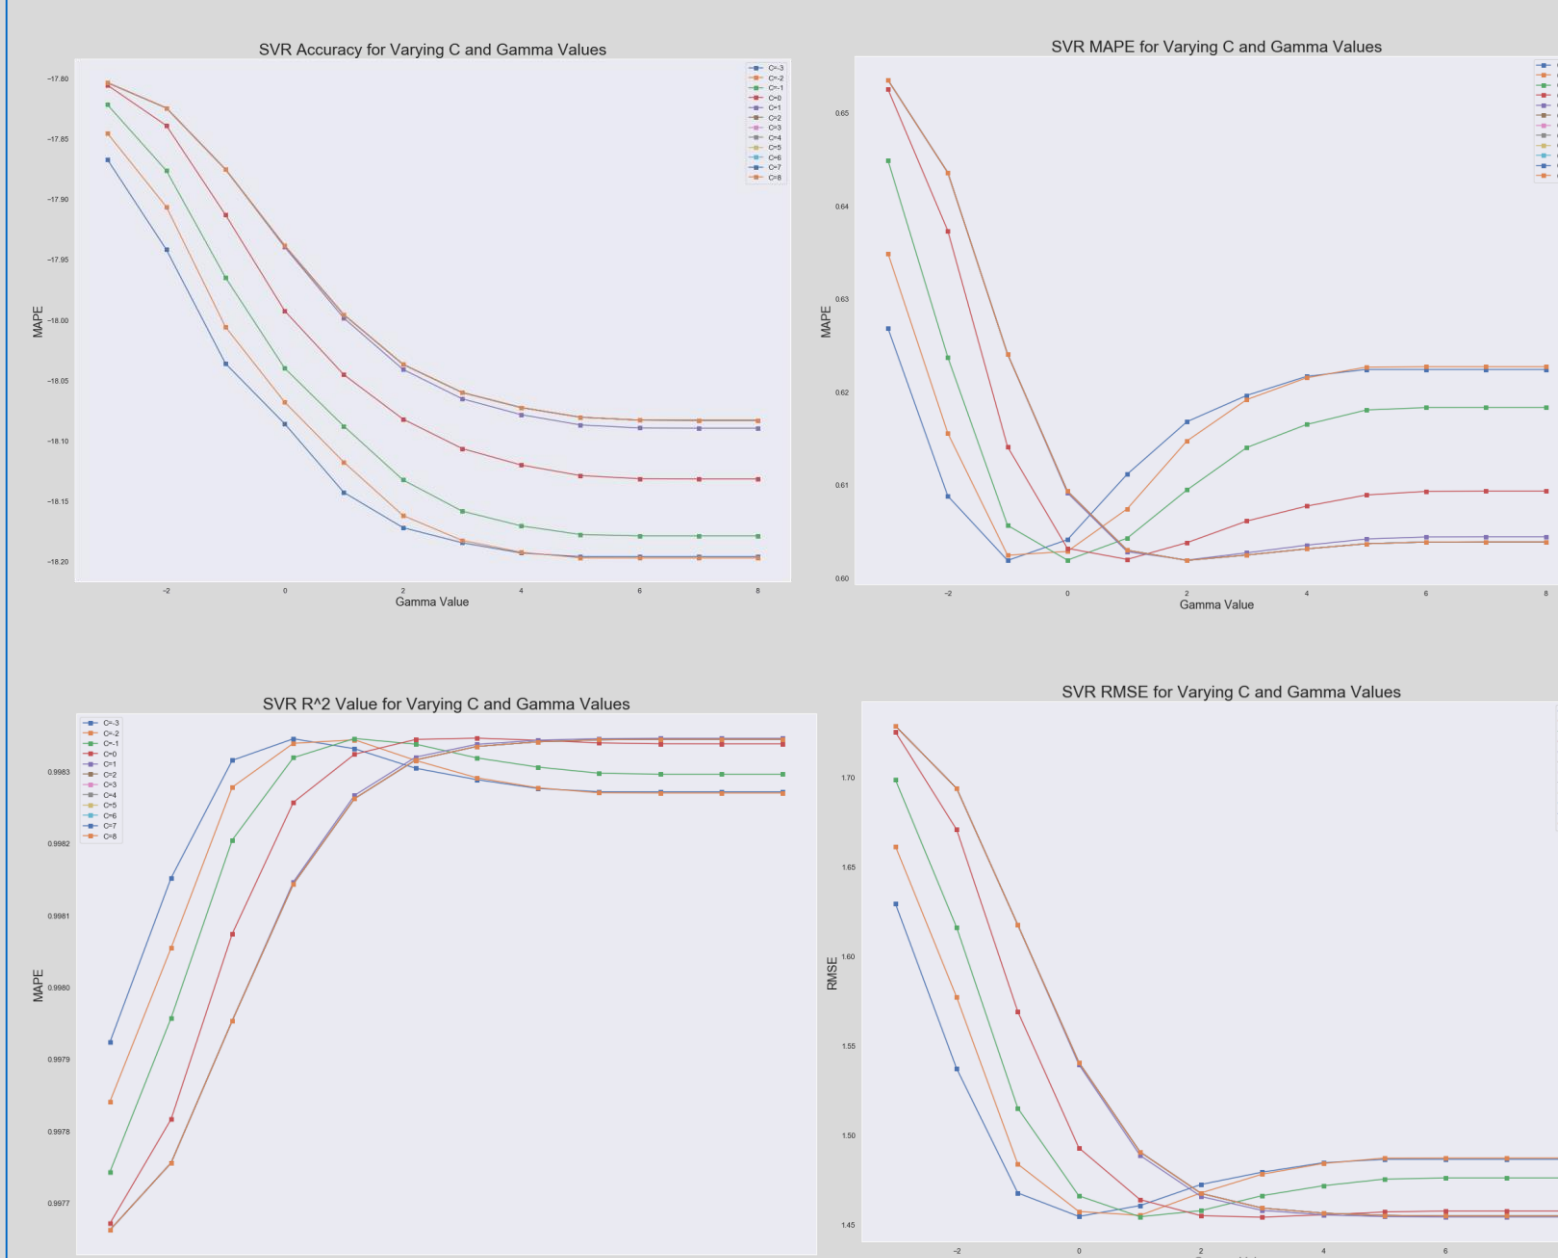 SVR Accuracy for Varying C and Gamma Values
MAPE
-17.80
-17.85
-17.90
-17.95
-18.00
-18.05
-18.10
-18.15
-18.20
-2
0
2
4
6
8
Gamma Value
C=-3
C=-2
C=-1
C=0
C=1
C=2
C=3
C=4
C=5
C=6
C=7
C=8
SVR MAPE for Varying C and Gamma Values
MAPE
0.65
0.64
0.63
0.62
0.61
0.60
-2
0
2
4
6
8
Gamma Value
SVR R^2 Value for Varying C and Gamma Values
C=-3
C=-2
C=-1
C=0
C=1
C=2
C=3
C=4
C=5
C=6
C=7
C=8
MAPE
0.9983
0.9982
0.9981
0.9980
0.9979
0.9978
0.9977
SVR RMSE for Varying C and Gamma Values
RMSE
1.70
1.65
1.60
1.55
1.50
1.45
-2
0
2
4
6